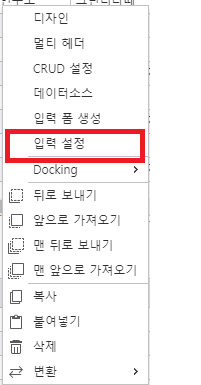 디자인
멀티 헤더
CRUD 설정
데이터소스
입력 폼 생성
입력 설정
Docking
뒤로 보내기
앞으로 가져오기
맨 뒤로 보내기
맨 앞으로 가져오기
복사
붙여넣기
삭제
변환